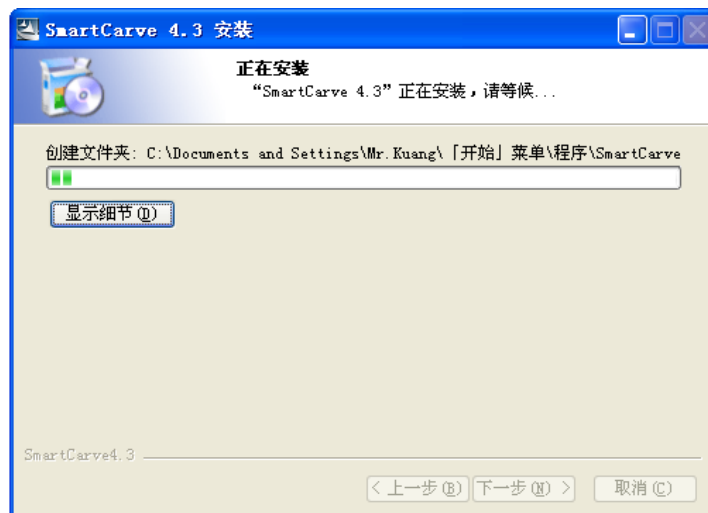 SmartCarve 4.3 安装
正在安装
“SmartCarve 4.3”正在安装，请等候...
创建文件夹: C:\Documents and Settings\Mr.Kuang\「开始」菜单\程序\SmartCarve
显示细节(D)
SmartCarve4.3
< 上一步(B) 下一步(N) > 取消(C)